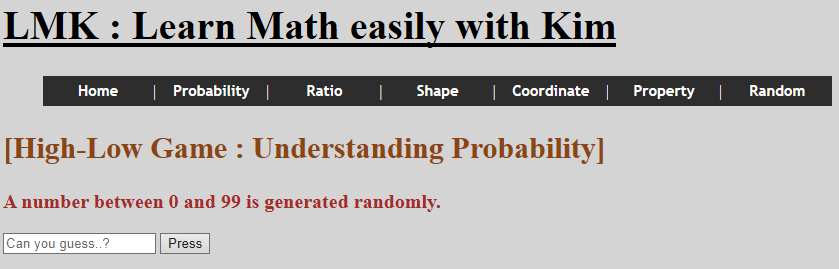 LMK : Learn Math easily with Kim
Home | Probability | Ratio | Shape | Coordinate | Property | Random
[High-Low Game : Understanding Probability]
A number between 0 and 99 is generated randomly.
Can you guess..? Press